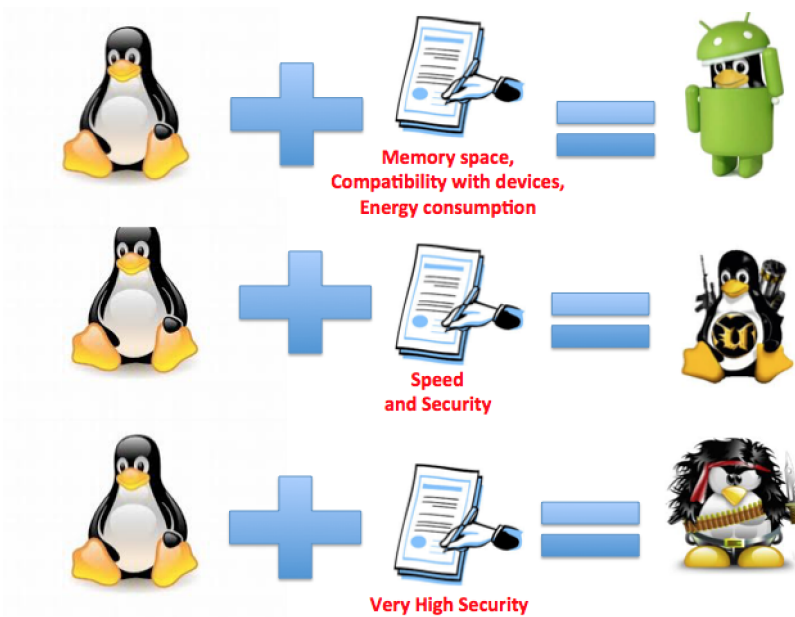 Memory space,
Compatibility with devices,
Energy consumption
Speed
and Security
Very High Security